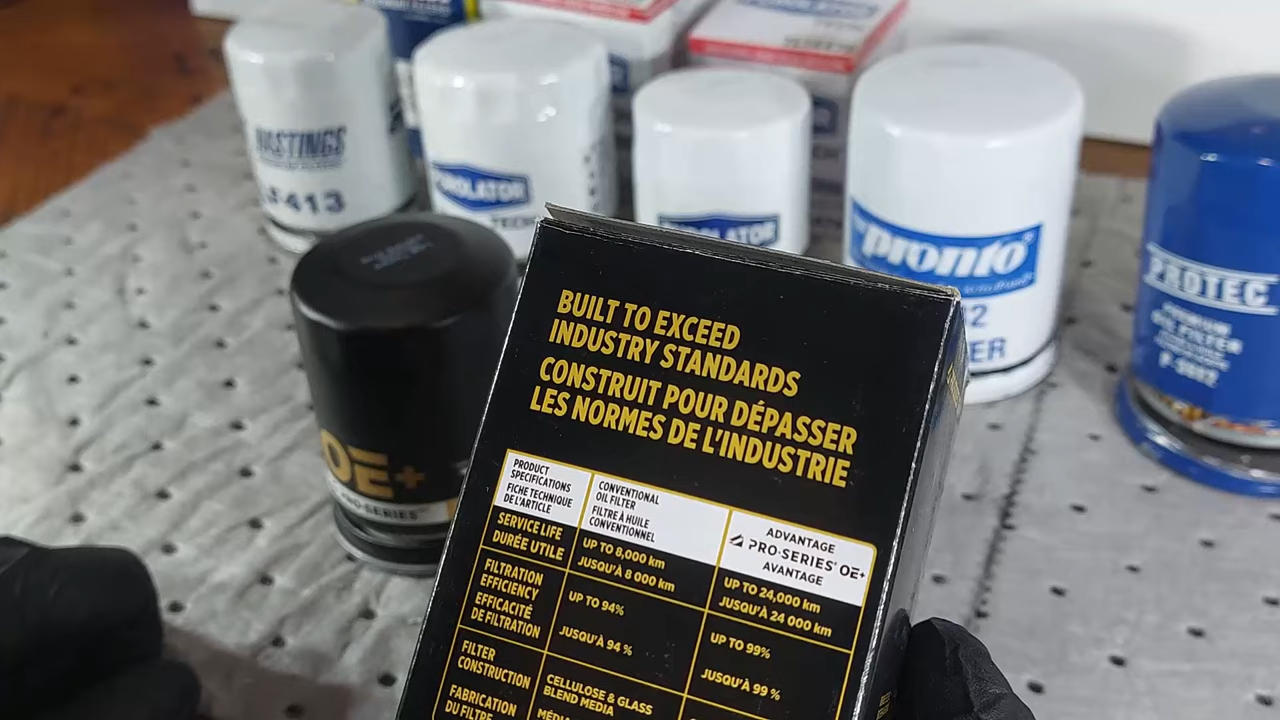 HASTINGS
LF413
PUROLATOR
TECH
PUROLATOR
pronto
ER
PROTEC
OE+
PRO-SERIES
BUILT TO EXCEED
INDUSTRY STANDARDS
CONSTRUIT POUR DÉPASSER
LES NORMES DE L'INDUSTRIE
PRODUCT
SPECIFICATIONS
FICHE TECHNIQUE
DE L'ARTICLE
CONVENTIONAL
OIL FILTER
FILTRE À HUILE
CONVENTIONNEL
ADVANTAGE
PRO-SERIES® OE+
AVANTAGE
SERVICE LIFE
DURÉE UTILE
UP TO 8,000 km
JUSQU'À 8 000 km
UP TO 24,000 km
JUSQU'À 24 000 km
FILTRATION
EFFICIENCY
EFFICACITÉ
DE FILTRATION
UP TO 94%
JUSQU'À 94 %
UP TO 99%
JUSQU'À 99 %
FILTER
CONSTRUCTION
FABRICATION
DU FILTRE
CELLULOSE & GLASS
BLEND MEDIA